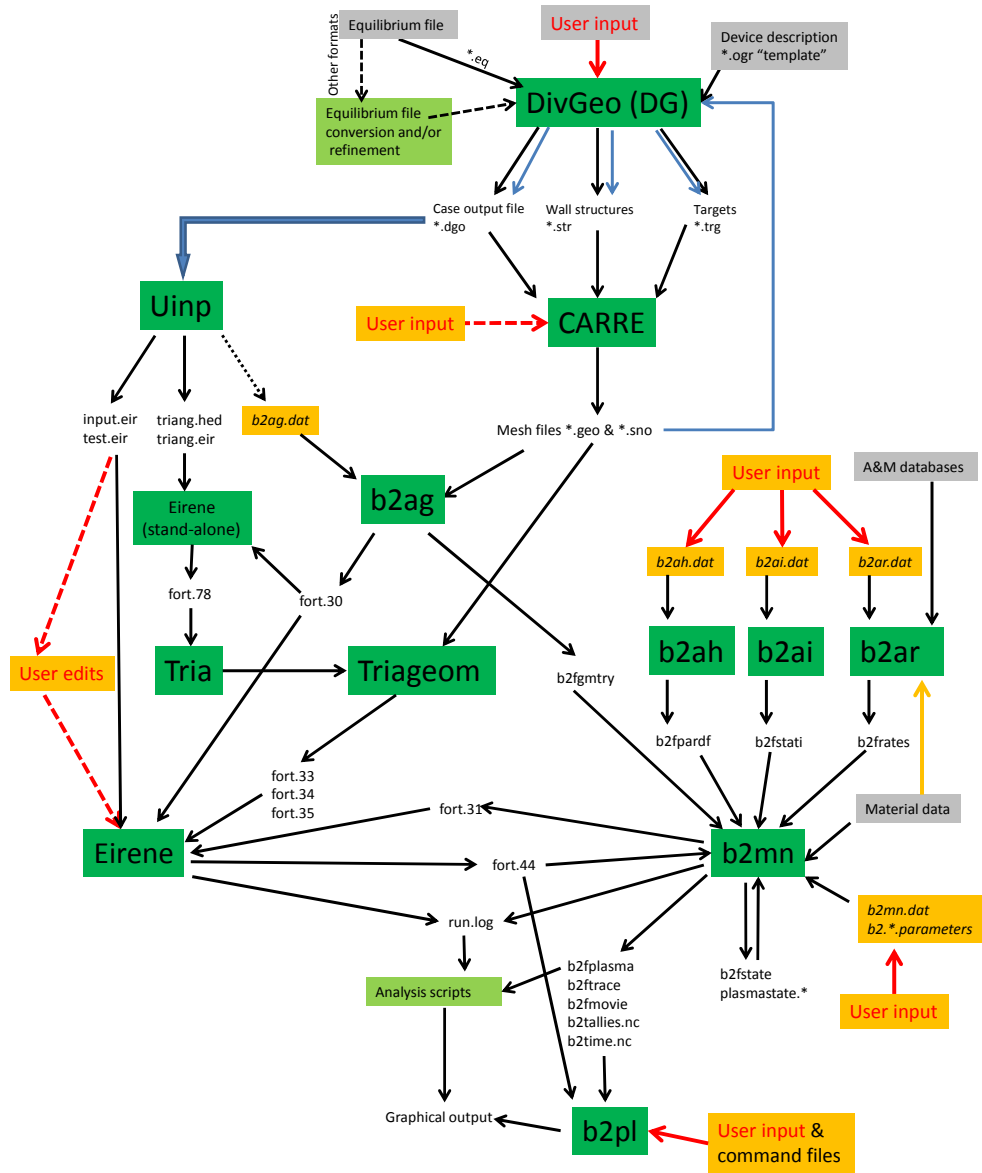 Equilibrium file
User input
Device description
*.ogr "template"
Other formats
*.eq
DivGeo (DG)
Equilibrium file
conversion and/or
refinement
Case output file
*.dgo
Wall structures
*.str
Targets
*.trg
Uinp
User input
CARRE
input.eir
test.eir
triang.hed
triang.eir
b2ag.dat
Mesh files *.geo & *.sno
User input
A&M databases
b2ag
Eirene
(stand-alone)
b2ah.dat
b2ai.dat
b2ar.dat
fort.78
fort.30
User edits
Tria
Triageom
b2fgmtry
b2ah
b2ai
b2ar
b2fpardf
b2fstati
b2frates
fort.33
fort.34
fort.35
fort.31
Material data
Eirene
fort.44
b2mn
run.log
b2mn.dat
b2.*.parameters
Analysis scripts
b2fplasma
b2ftrace
b2fmovie
b2tallies.nc
b2time.nc
b2fstate
plasmastate.*
User input
Graphical output
b2pl
User input &
command files